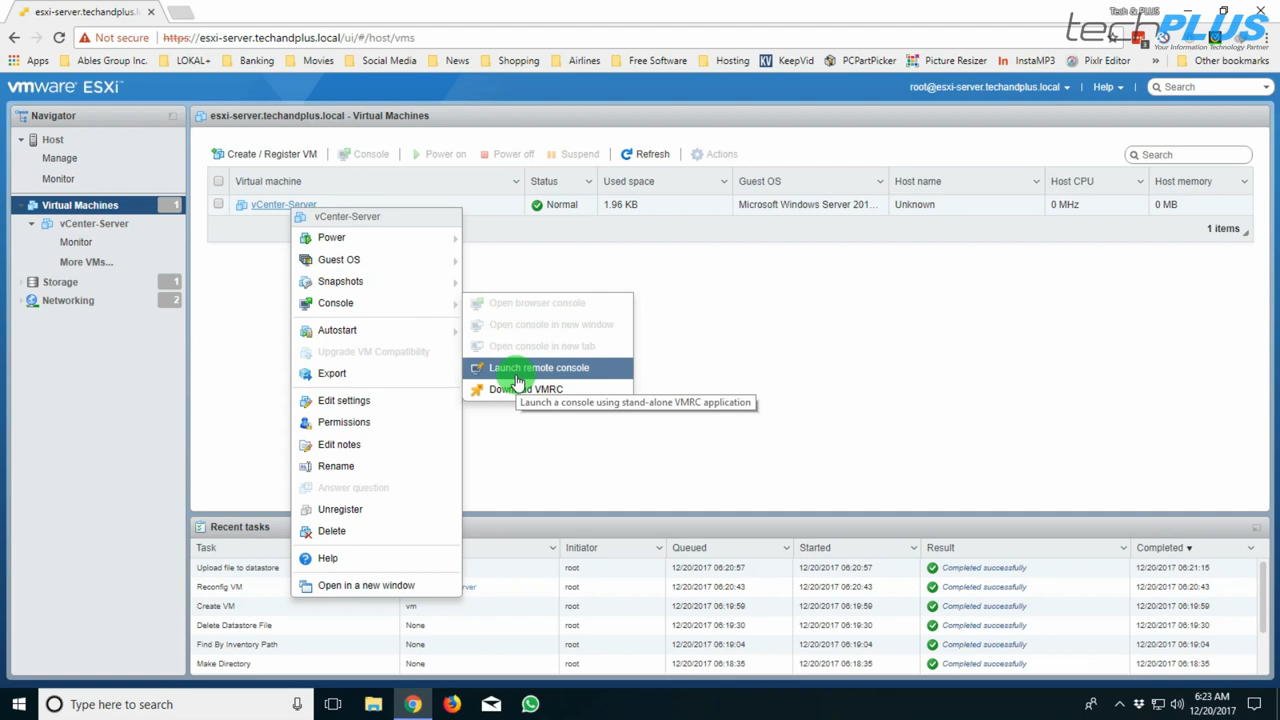 esxi-server.techandplus.l
Tech & PLUS
techPLUS
Your Information Technology Partner
Not secure | https://esxi-server.techandplus.local/ui/#/host/vms
Apps Ables Group Inc. LOKAL+ Banking Movies Social Media News Shopping Airlines Free Software Hosting KeepVid PCPartPicker Picture Resizer InstaMP3 Pixlr Editor » Other bookmarks
vmware ESXi™
root@esxi-server.techandplus.local Help Search
Navigator
esxi-server.techandplus.local - Virtual Machines
Host
Manage
Monitor
Virtual Machines 1
vCenter-Server
Monitor
More VMs...
Storage 1
Networking 2
Create / Register VM Console Power on Power off Suspend Refresh Actions Search
Virtual machine Status Used space Guest OS Host name Host CPU Host memory
vCenter-Server Normal 1.96 KB Microsoft Windows Server 201... Unknown 0 MHz 0 MB
1 items
vCenter-Server
Power
Guest OS
Snapshots
Console
Autostart
Upgrade VM Compatibility
Export
Edit settings
Permissions
Edit notes
Rename
Answer question
Unregister
Delete
Help
Open in a new window
Open browser console
Open console in new window
Open console in new tab
Launch remote console
Download VMRC
Launch a console using stand-alone VMRC application
Recent tasks
Task Initiator Queued Started Result Completed ▼
Upload file to datastore root 12/20/2017 06:20:57 12/20/2017 06:20:57 Completed successfully 12/20/2017 06:21:15
Reconfig VM erver root 12/20/2017 06:20:43 12/20/2017 06:20:43 Completed successfully 12/20/2017 06:20:43
Create VM vm root 12/20/2017 06:19:59 12/20/2017 06:19:59 Completed successfully 12/20/2017 06:19:59
Delete Datastore File None root 12/20/2017 06:19:30 12/20/2017 06:19:30 Completed successfully 12/20/2017 06:19:30
Find By Inventory Path None root 12/20/2017 06:19:04 12/20/2017 06:19:04 Completed successfully 12/20/2017 06:19:04
Make Directory None root 12/20/2017 06:18:35 12/20/2017 06:18:35 Completed successfully 12/20/2017 06:18:35
Type here to search
6:23 AM
12/20/2017